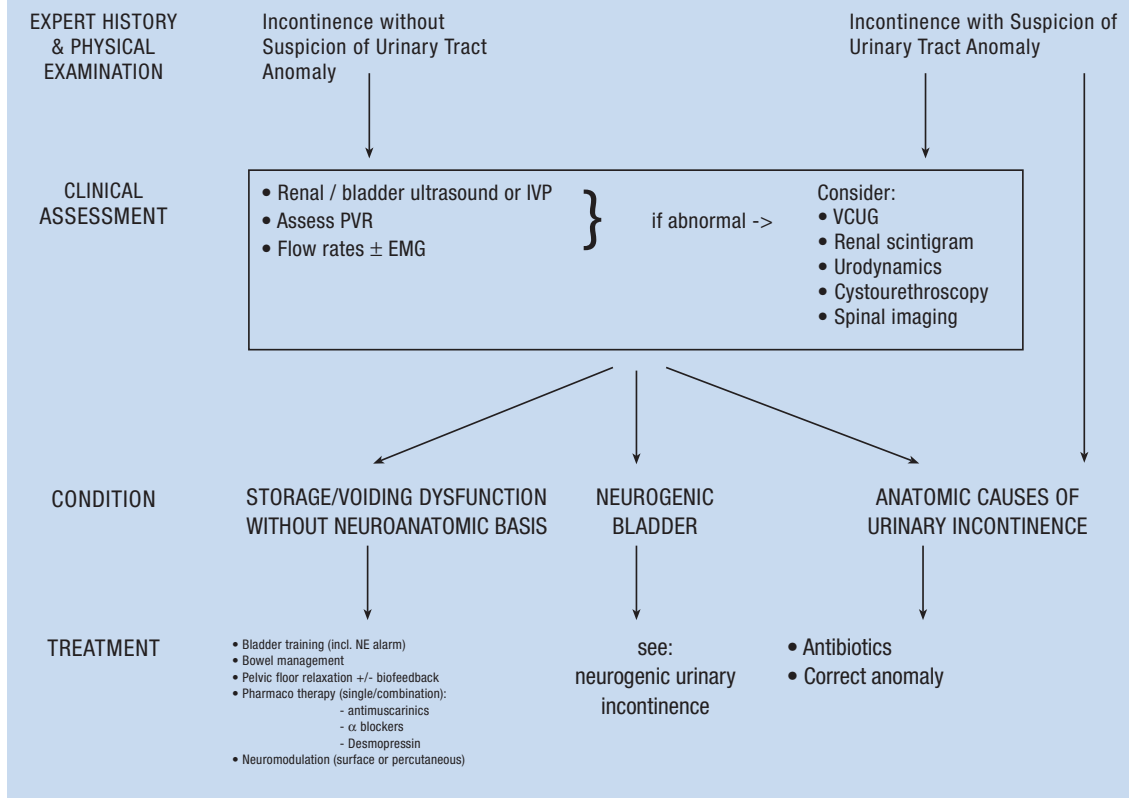 EXPERT HISTORY
& PHYSICAL
EXAMINATION
Incontinence without
Suspicion of Urinary Tract
Anomaly
Incontinence with Suspicion of
Urinary Tract Anomaly
CLINICAL
ASSESSMENT
• Renal / bladder ultrasound or IVP
• Assess PVR
• Flow rates ± EMG
}
if abnormal ->
Consider:
• VCUG
• Renal scintigram
• Urodynamics
• Cystourethroscopy
• Spinal imaging
CONDITION
STORAGE/VOIDING DYSFUNCTION
WITHOUT NEUROANATOMIC BASIS
NEUROGENIC
BLADDER
ANATOMIC CAUSES OF
URINARY INCONTINENCE
TREATMENT
• Bladder training (incl. NE alarm)
• Bowel management
• Pelvic floor relaxation +/- biofeedback
• Pharmaco therapy (single/combination):
- antimuscarinics
- α blockers
- Desmopressin
• Neuromodulation (surface or percutaneous)
see:
neurogenic urinary
incontinence
• Antibiotics
• Correct anomaly